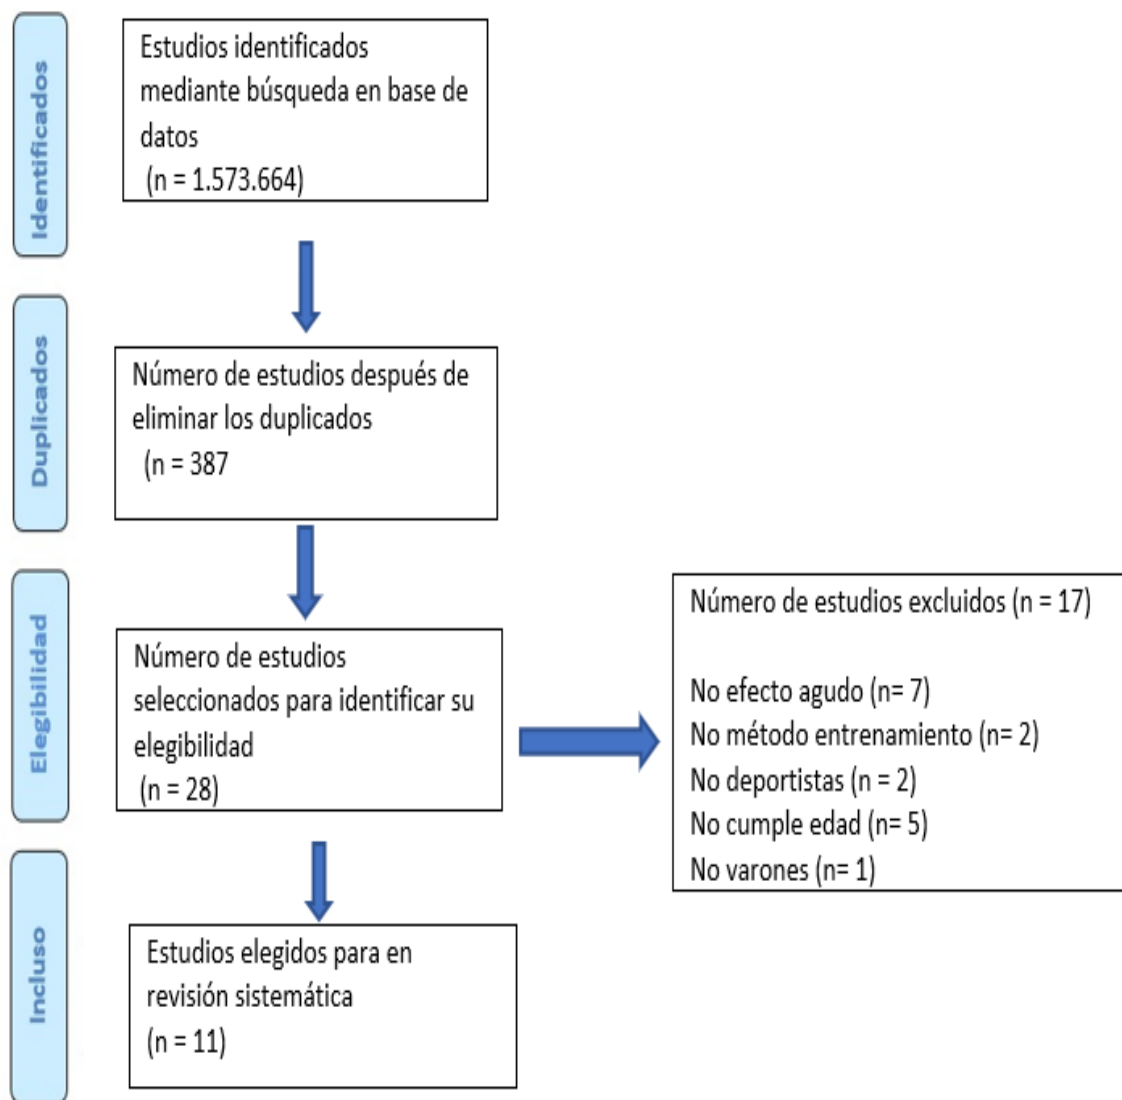 Identificados
Estudios identificados
mediante búsqueda en base de
datos
(n = 1.573.664)
Duplicados
Número de estudios después de
eliminar los duplicados
(n = 387
Elegibilidad
Número de estudios
seleccionados para identificar su
elegibilidad
(n = 28)
Número de estudios excluidos (n = 17)
No efecto agudo (n= 7)
No método entrenamiento (n= 2)
No deportistas (n = 2)
No cumple edad (n= 5)
No varones (n= 1)
Incluso
Estudios elegidos para en
revisión sistemática
(n = 11)